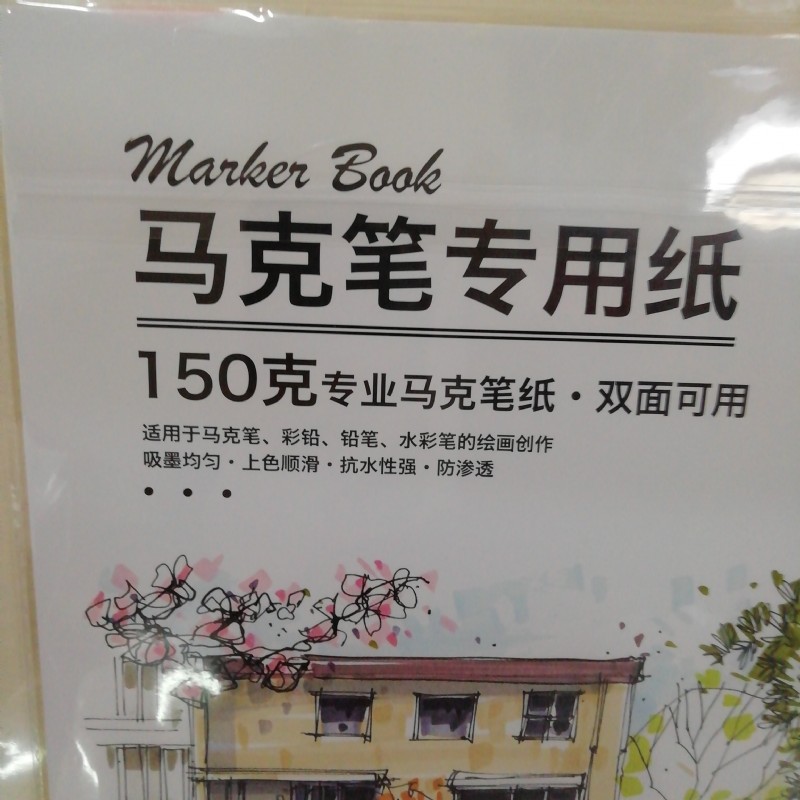 Marker Book
马克笔专用纸
150克专业马克笔纸·双面可用
适用于马克笔、彩铅、铅笔、水彩笔的绘画创作
吸墨均匀·上色顺滑·抗水性强·防渗透